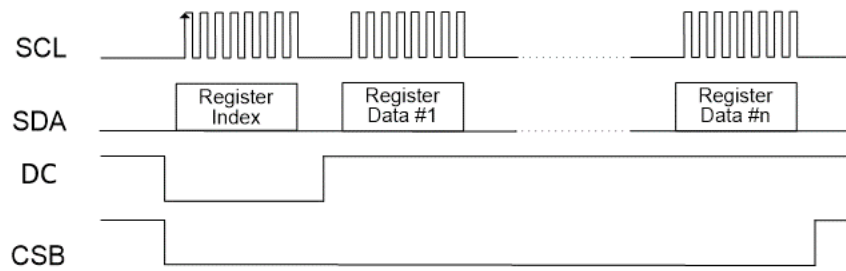 SCL
SDA
Register
Index
Register
Data #1
Register
Data #n
DC
CSB